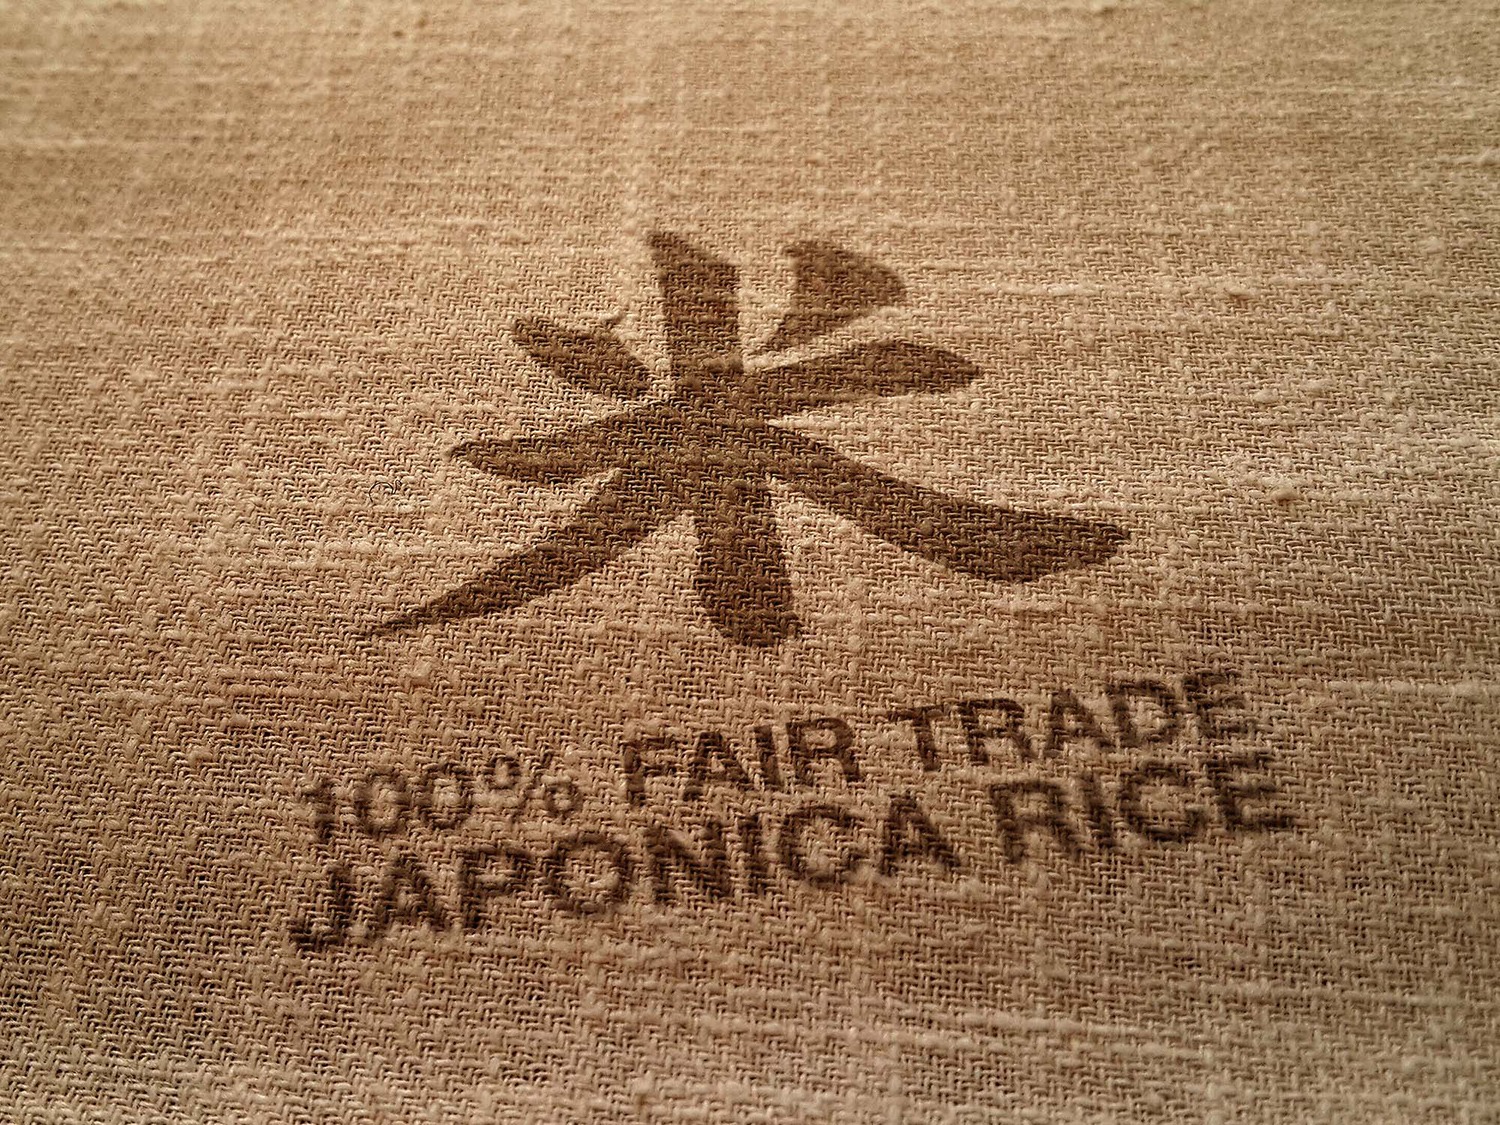 米
100% FAIR TRADE
JAPONICA RICE